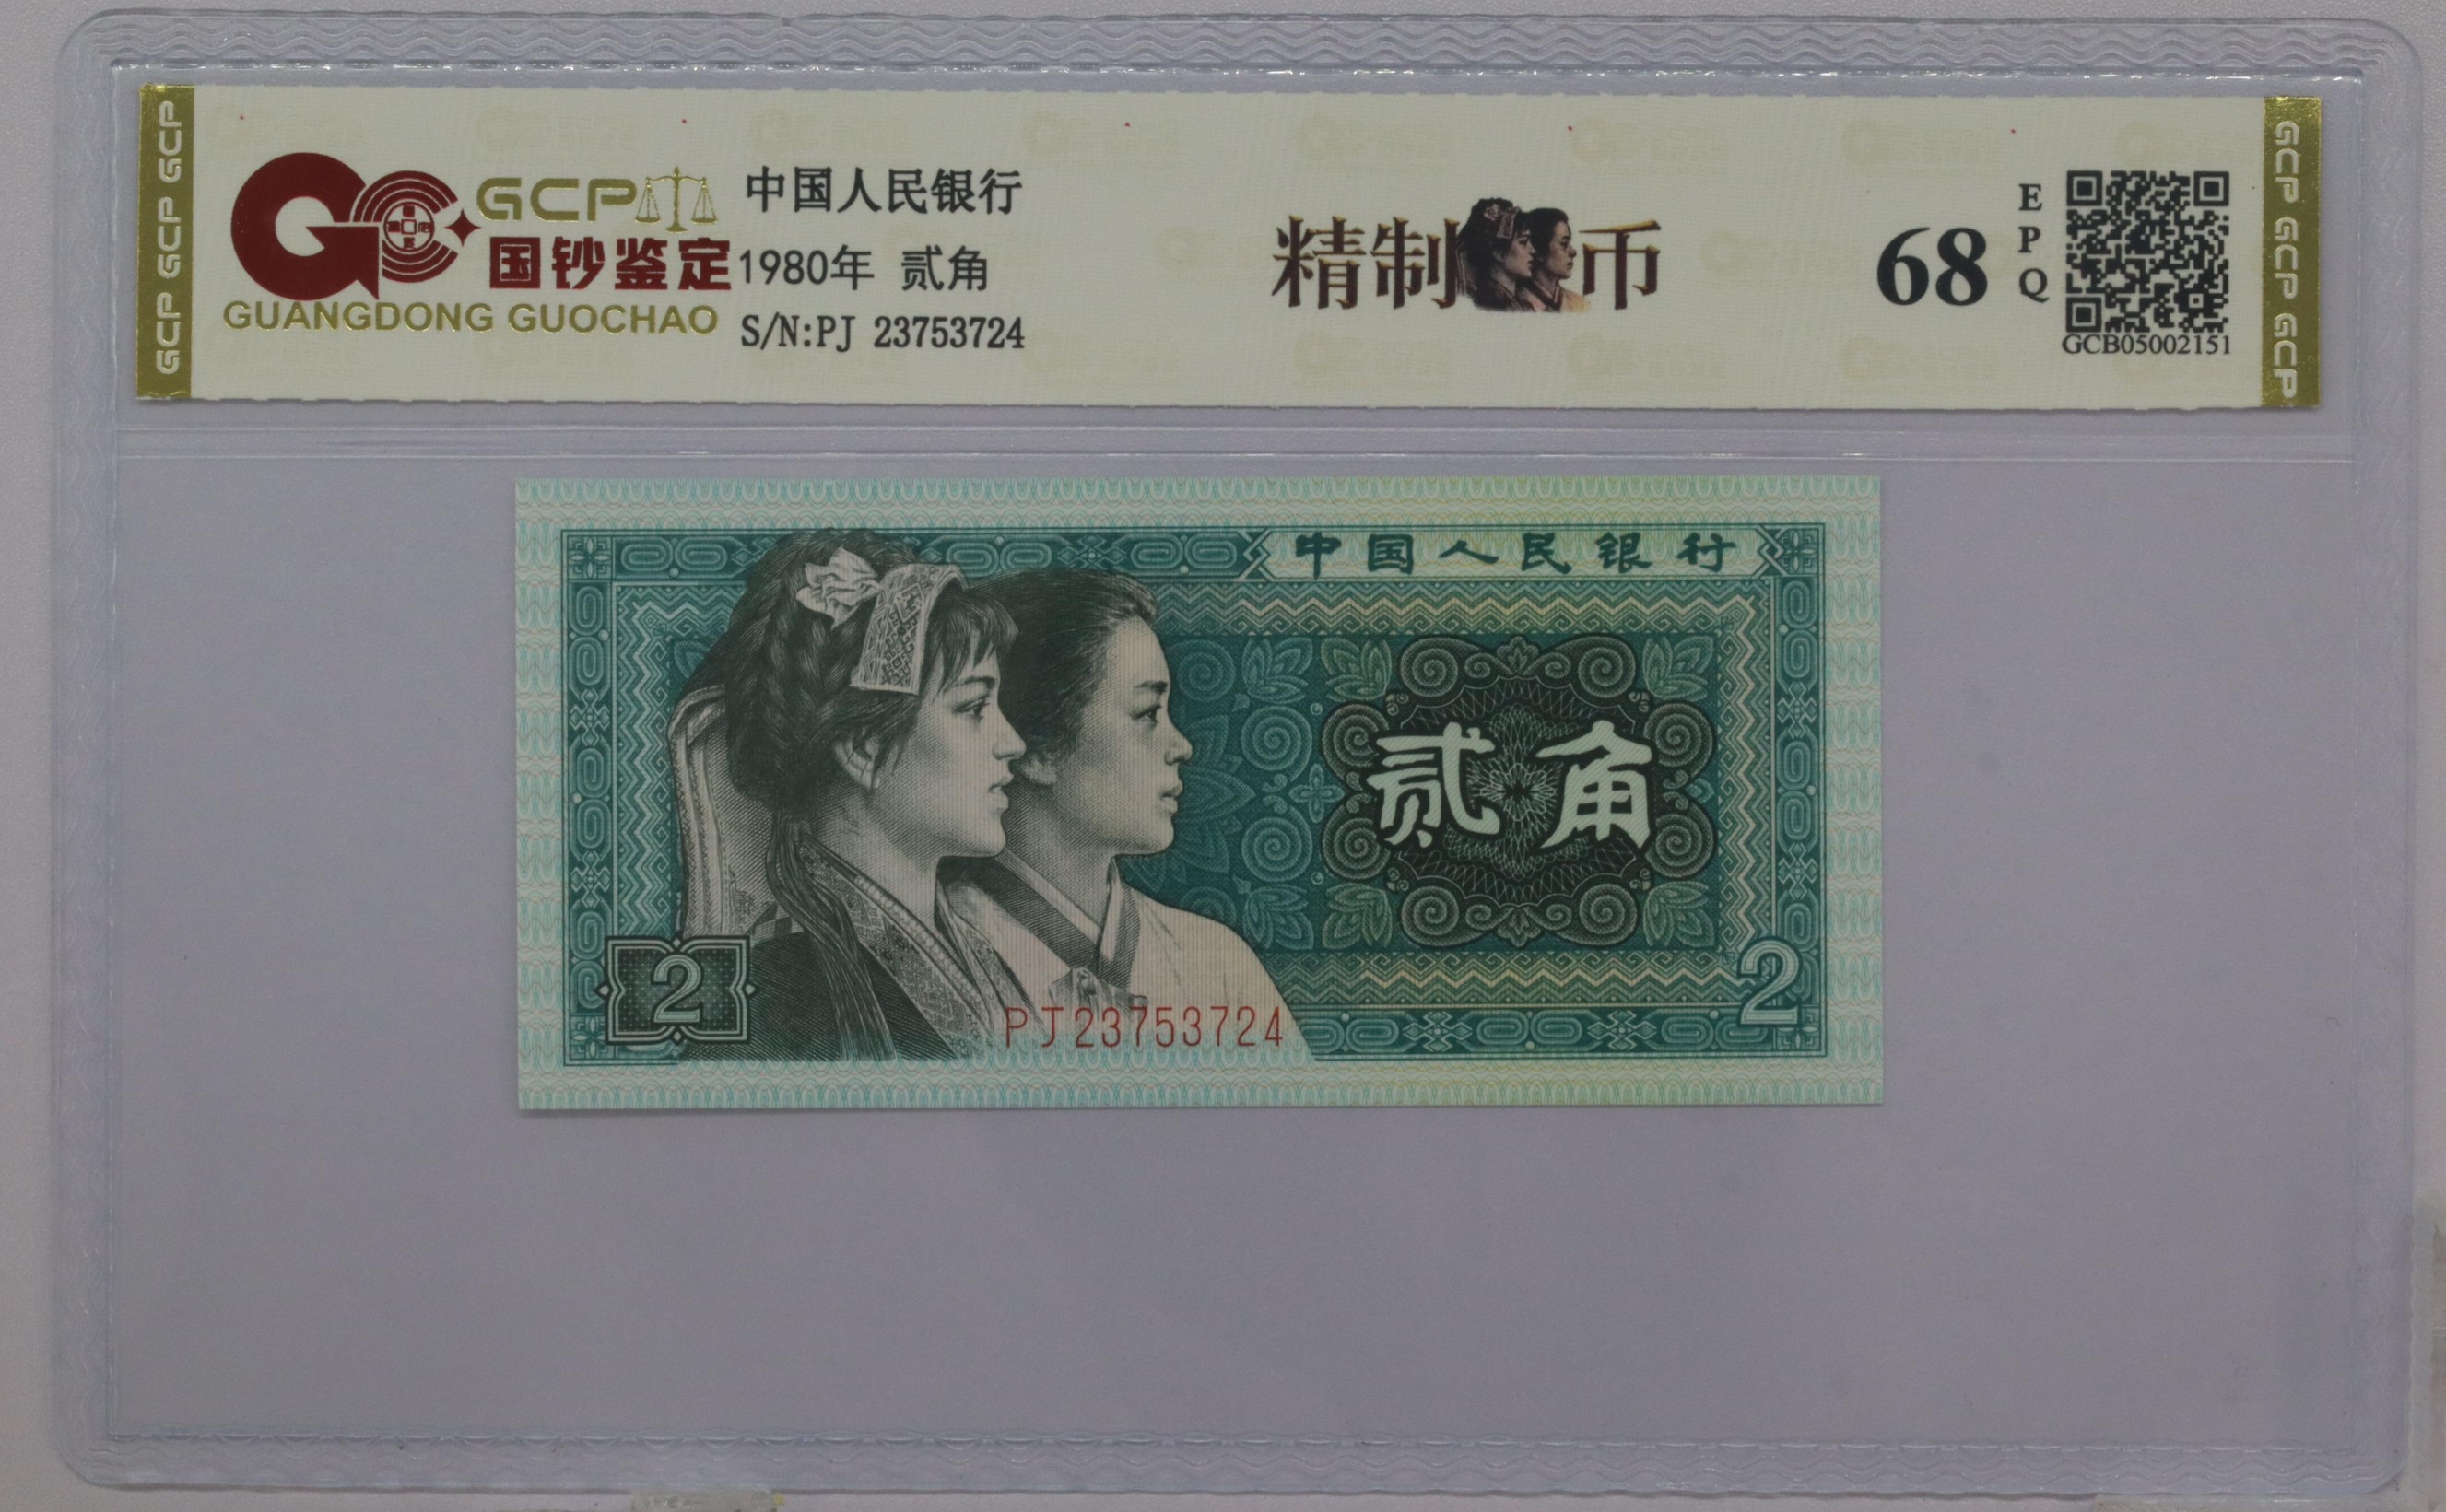 GCP GCP GCP
GCP
国钞鉴定
GUANGDONG GUOCHAO
中国人民银行
1980年 贰角
S/N:PJ 23753724
精制币
68
EPQ
GCB05002151
GCP GCP GCP
中国人民银行
贰角
2
2
PJ23753724